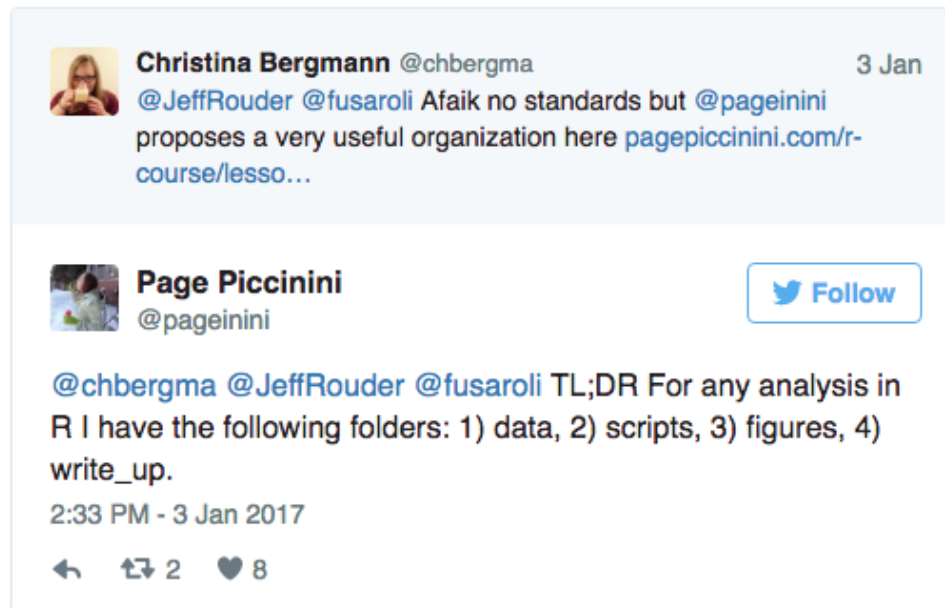 Christina Bergmann @chbergma 3 Jan
@JeffRouder @fusaroli Afaik no standards but @pageinini
proposes a very useful organization here pagepiccinini.com/r-
course/lesso…
Page Piccinini
Follow
@pageinini
@chbergma @JeffRouder @fusaroli TL;DR For any analysis in
R I have the following folders: 1) data, 2) scripts, 3) figures, 4)
write_up.
2:33 PM - 3 Jan 2017
2 8